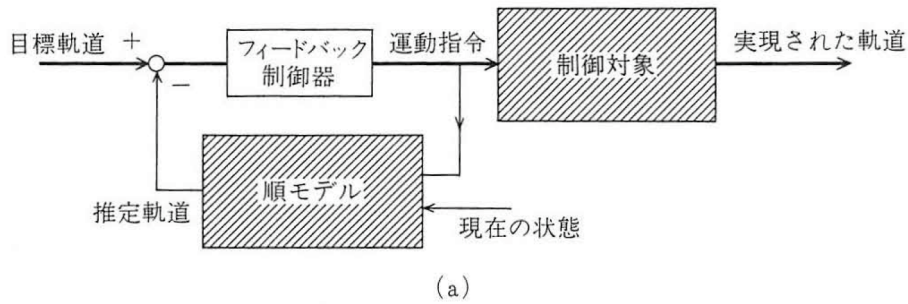 目標軌道 +
フィードバック
制御器
運動指令
制御対象
実現された軌道
−
順モデル
推定軌道
現在の状態
(a)